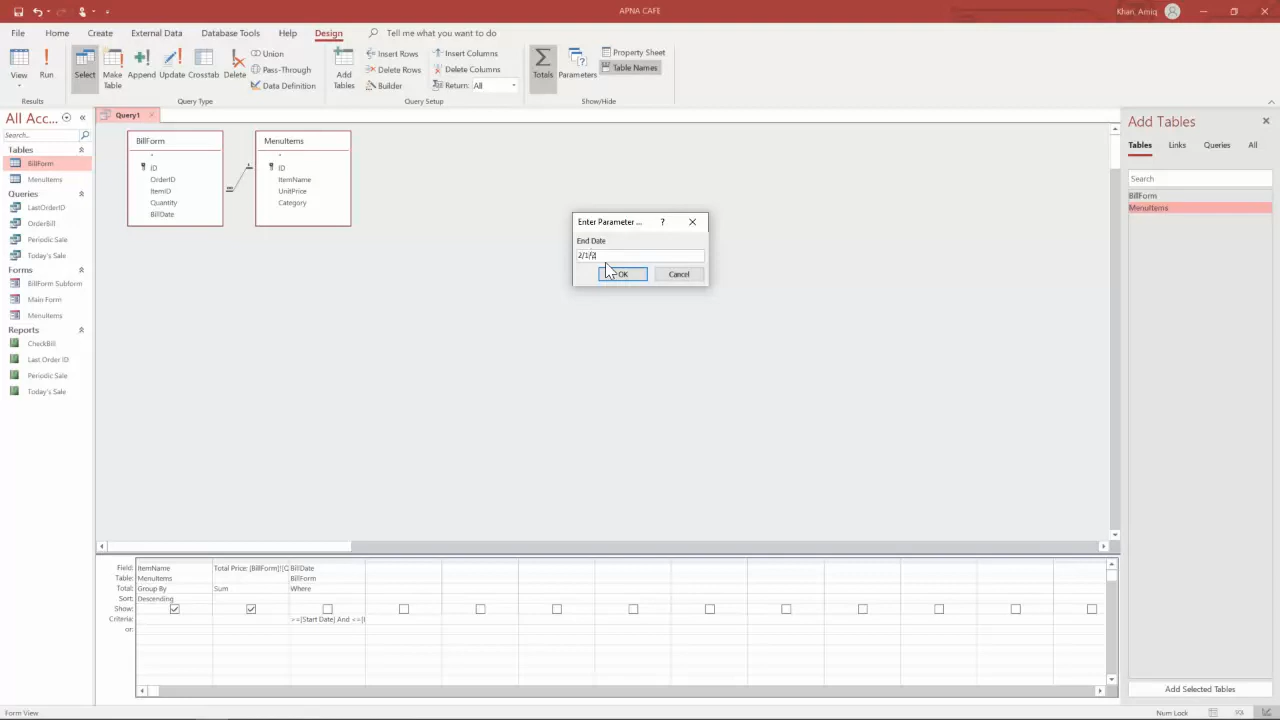 APNA CAFE
Khan, Amiq
File Home Create External Data Database Tools Help Design Tell me what you want to do
View Run Select Make Table Append Update Crosstab Delete Union Pass-Through Data Definition
Add Tables Insert Rows Delete Rows Builder Insert Columns Delete Columns Return: All
Totals Parameters Property Sheet Table Names
Results Query Type Query Setup Show/Hide
All Acc...
Search...
Tables
BillForm
MenuItems
Queries
LastOrderID
OrderBill
Periodic Sale
Today's Sale
Forms
BillForm Subform
Main Form
MenuItems
Reports
CheckBill
Last Order ID
Periodic Sale
Today's Sale
Query1
BillForm
*
ID
OrderID
ItemID
Quantity
BillDate
MenuItems
*
ID
ItemName
UnitPrice
Category
Enter Parameter ... ?
End Date
2/1/2
OK Cancel
Field: ItemName Total Price: [BillForm]![Q BillDate
Table: MenuItems BillForm
Total: Group By Sum Where
Sort: Descending
Show:
Criteria: >=[Start Date] And <=[
or:
Add Tables
Tables Links Queries All
Search
BillForm
MenuItems
Add Selected Tables
Form View
Num Lock SQL